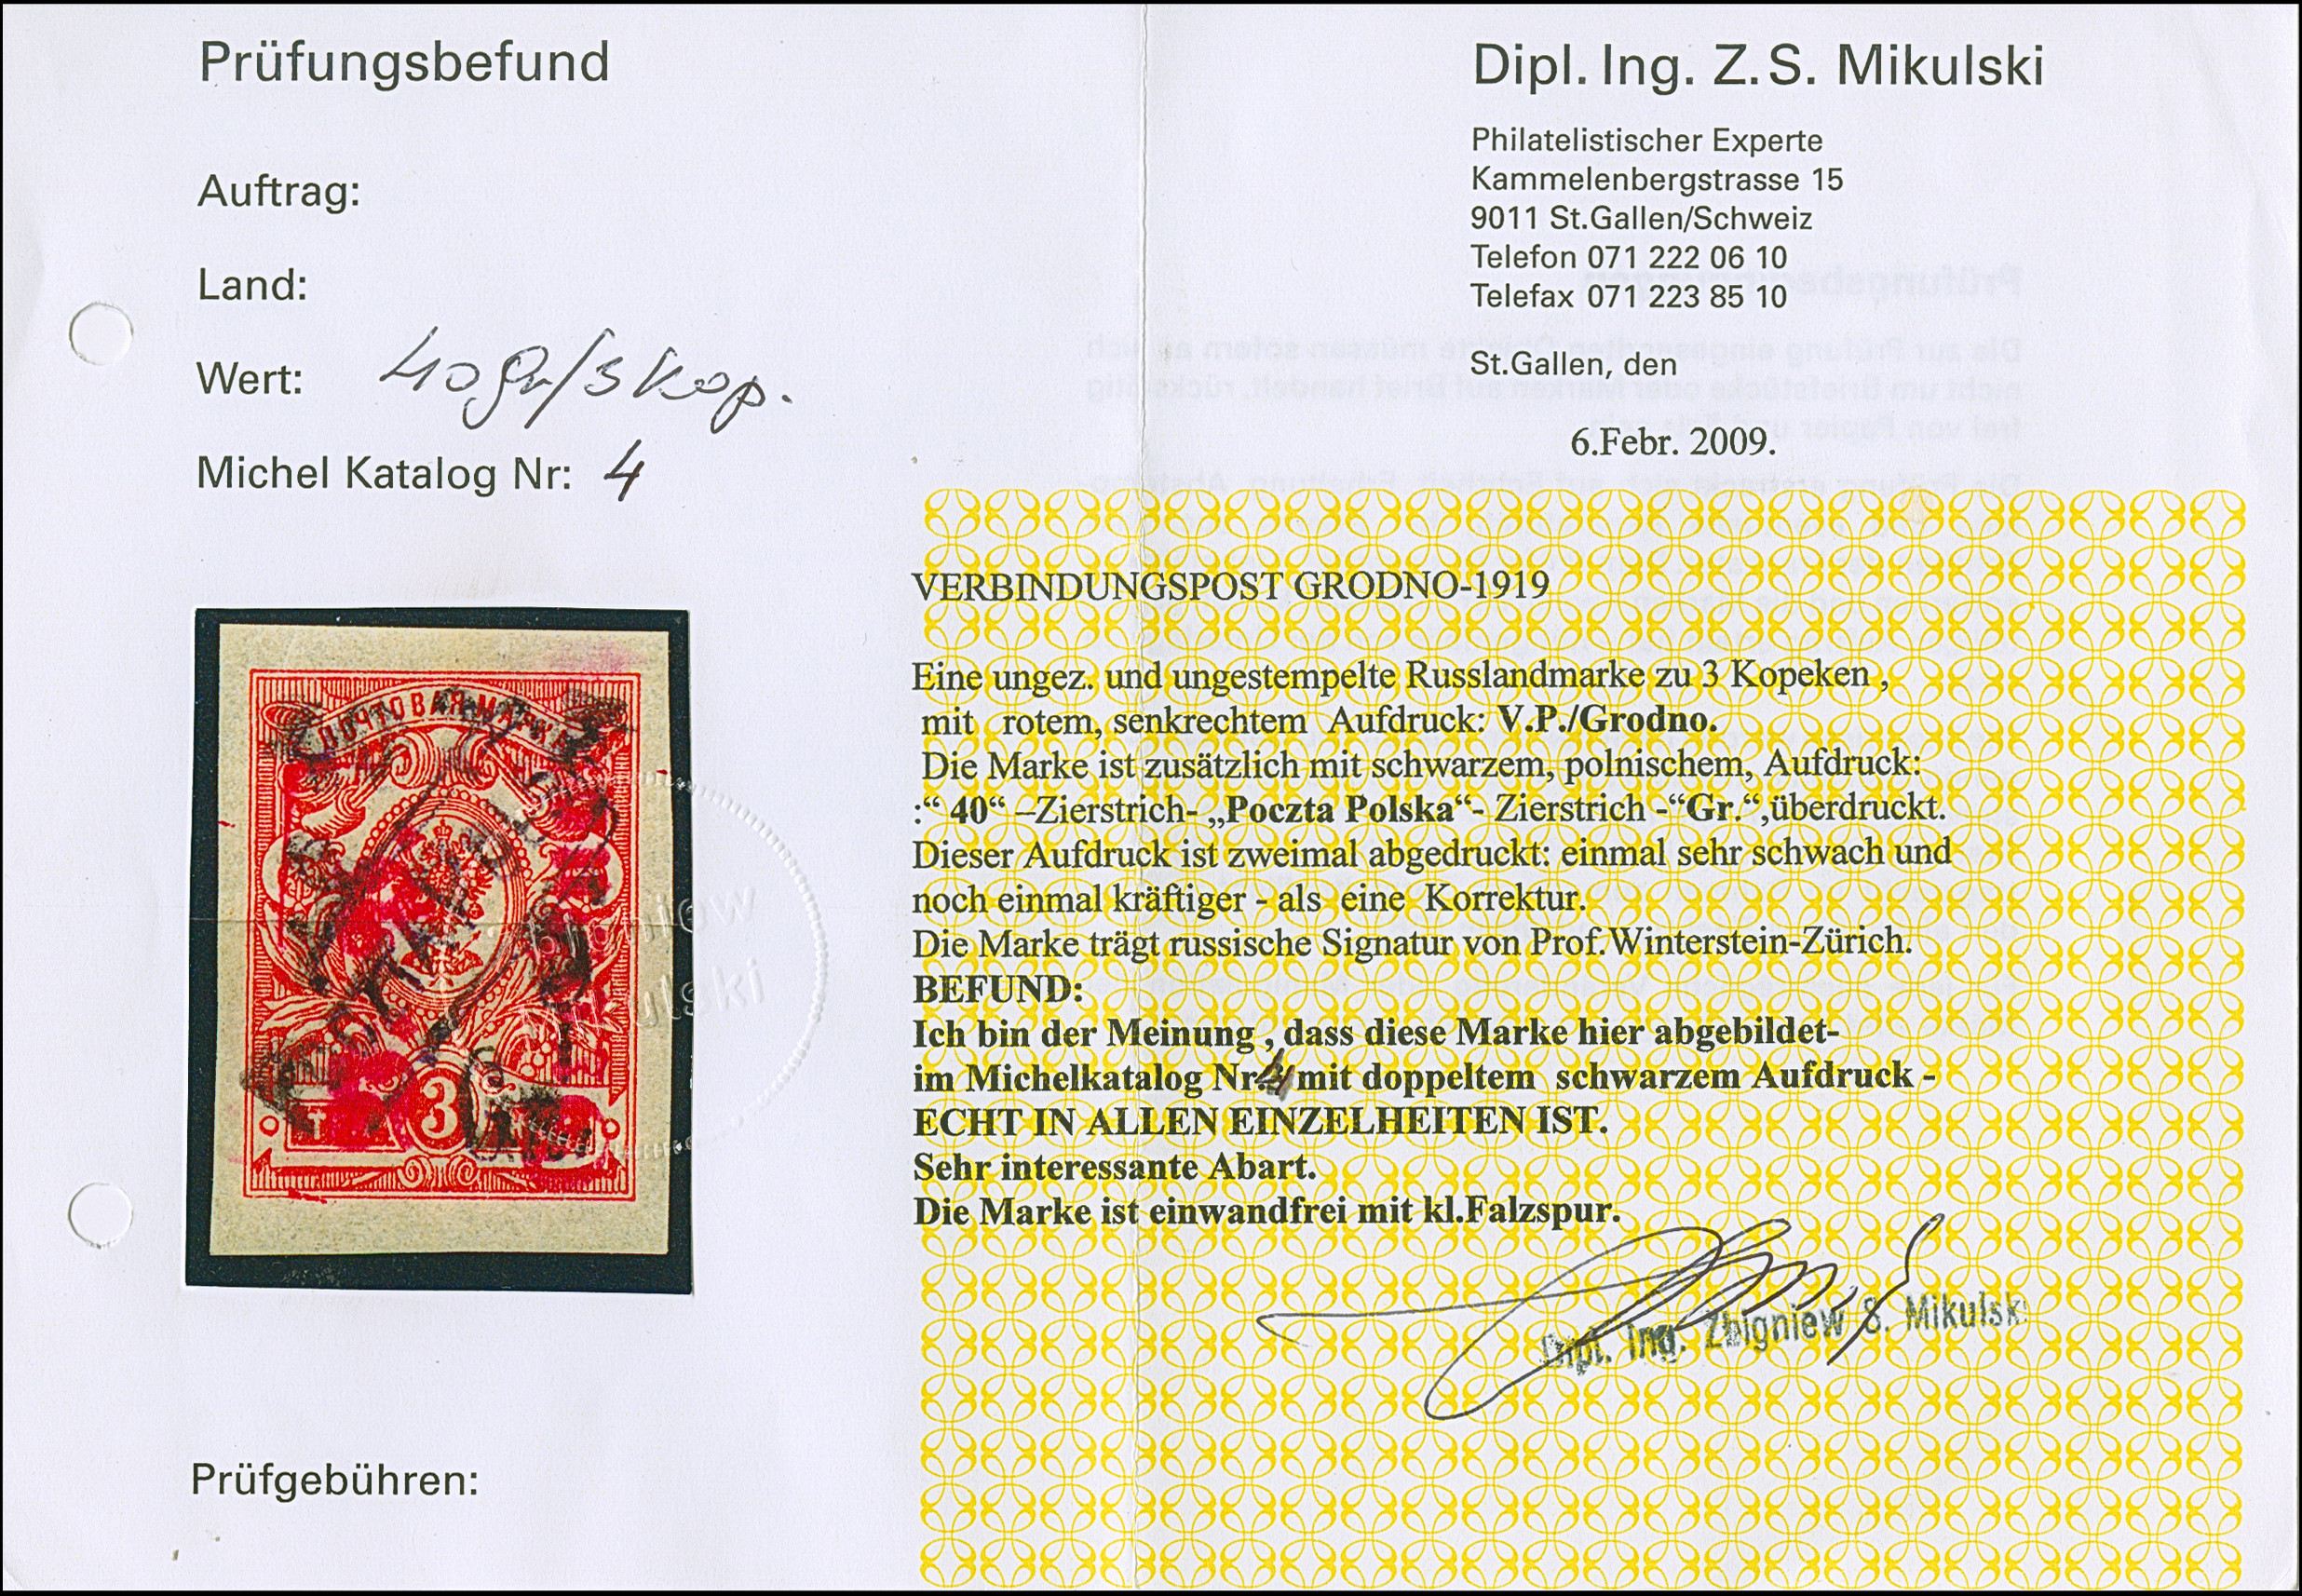 Prüfungsbefund
Auftrag:
Land:
Wert: 40 gr/3 kop.
Michel Katalog Nr: 4
Dipl. Ing. Z. S. Mikulski
Philatelistischer Experte
Kammelenbergstrasse 15
9011 St.Gallen/Schweiz
Telefon 071 222 06 10
Telefax 071 223 85 10
St.Gallen, den
6.Febr. 2009.
ПОЧТОВАЯ МАРКА
3
Zbigniew
Mikulski
VERBINDUNGSPOST GRODNO-1919
Eine ungez. und ungestempelte Russlandmarke zu 3 Kopeken ,
mit rotem, senkrechtem Aufdruck: V.P./Grodno.
Die Marke ist zusätzlich mit schwarzem, polnischem, Aufdruck:
:“ 40“ –Zierstrich- „Poczta Polska“- Zierstrich -“Gr.“,überdruckt.
Dieser Aufdruck ist zweimal abgedruckt: einmal sehr schwach und
noch einmal kräftiger - als eine Korrektur.
Die Marke trägt russische Signatur von Prof.Winterstein-Zürich.
BEFUND:
Ich bin der Meinung , dass diese Marke hier abgebildet-
im Michelkatalog Nr.4 mit doppeltem schwarzem Aufdruck -
ECHT IN ALLEN EINZELHEITEN IST.
Sehr interessante Abart.
Die Marke ist einwandfrei mit kl.Falzspur.
Dipl. Ing. Zbigniew S. Mikulski
Prüfgebühren: